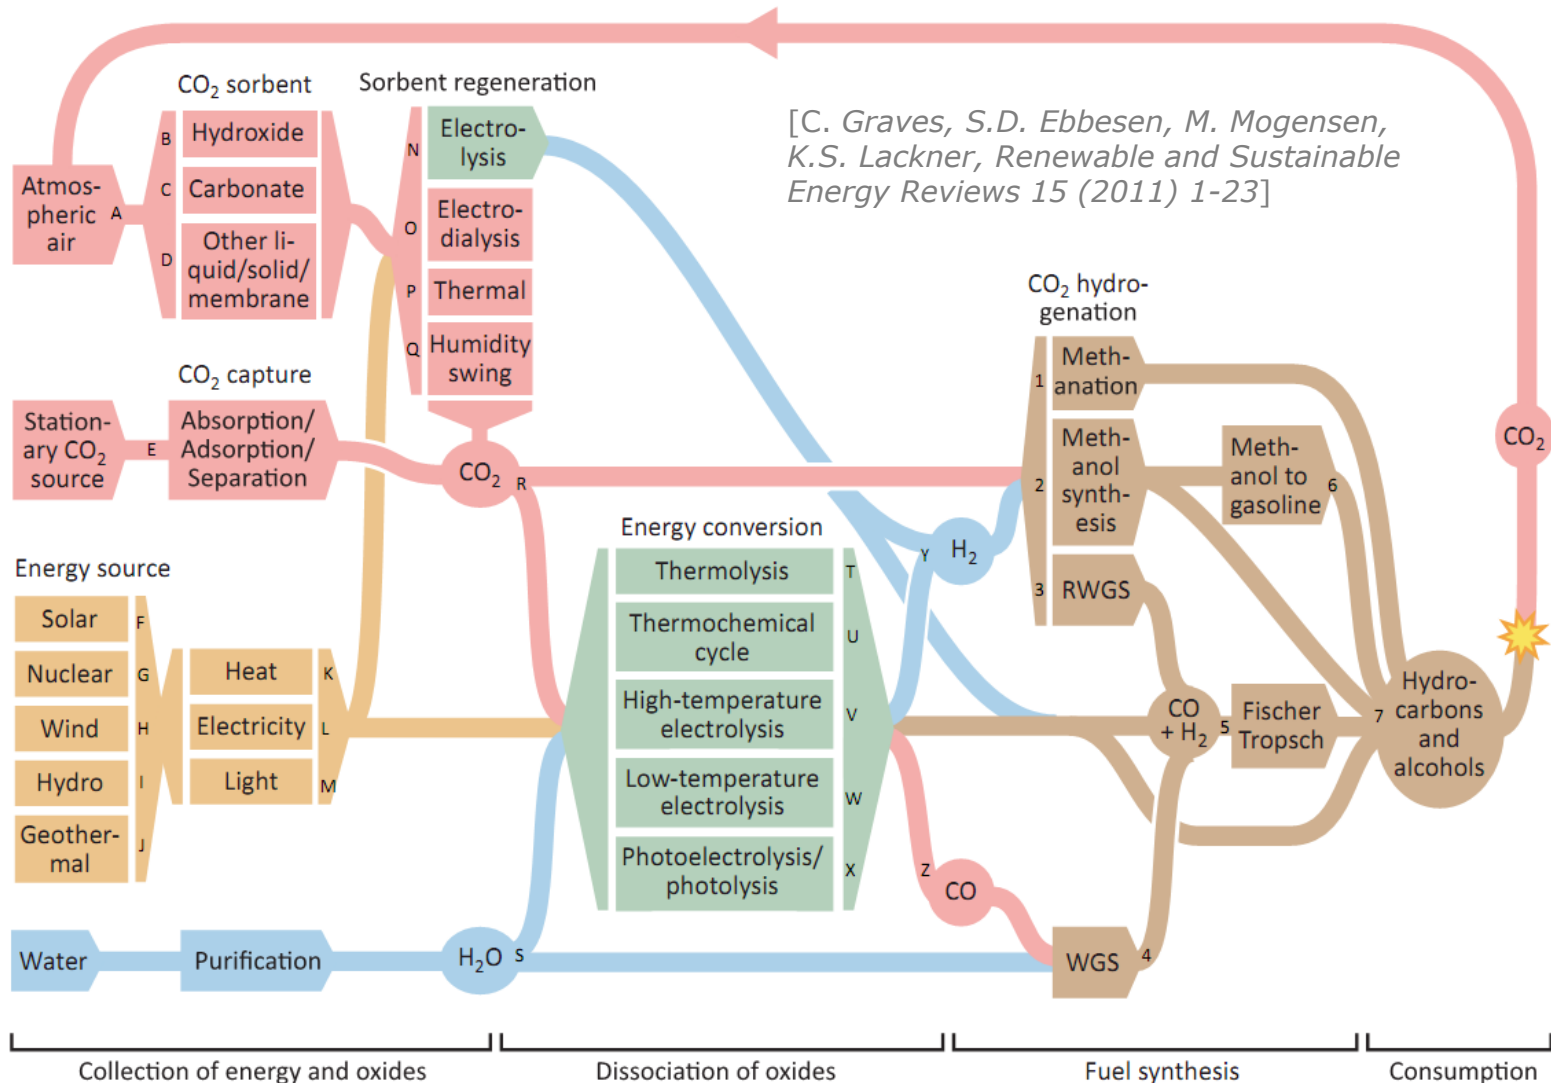 CO2 sorbent
Sorbent regeneration
[C. Graves, S.D. Ebbesen, M. Mogensen,
K.S. Lackner, Renewable and Sustainable
Energy Reviews 15 (2011) 1-23]
Atmos-
pheric
air
A
B
Hydroxide
C
Carbonate
D
Other li-
quid/solid/
membrane
N
Electro-
lysis
O
Electro-
dialysis
P
Thermal
Q
Humidity
swing
CO2 capture
Station-
ary CO2
source
E
Absorption/
Adsorption/
Separation
CO2
R
Energy source
Solar
F
Nuclear
G
Wind
H
Hydro
I
Geother-
mal
J
Heat
K
Electricity
L
Light
M
Water
Purification
H2O
S
Energy conversion
Thermolysis
T
Thermochemical
cycle
U
High-temperature
electrolysis
V
Low-temperature
electrolysis
W
Photoelectrolysis/
photolysis
X
Y
H2
Z
CO
CO2 hydro-
genation
1
Meth-
anation
2
Meth-
anol
synth-
esis
3
RWGS
Meth-
anol to
gasoline
6
CO
+ H2
5
Fischer
Tropsch
7
WGS
4
Hydro-
carbons
and
alcohols
CO2
Collection of energy and oxides
Dissociation of oxides
Fuel synthesis
Consumption